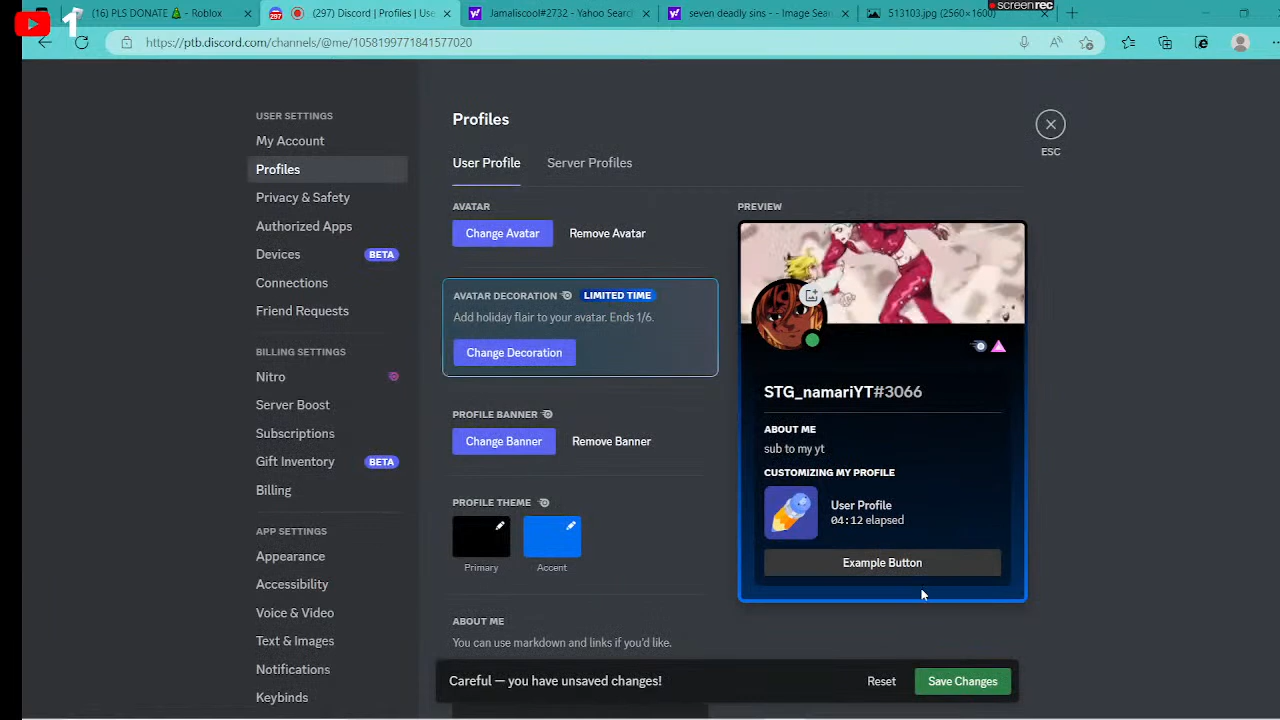 1
screenrec
(16) PLS DONATE 🎄 - Roblox
297
(297) Discord | Profiles | Use
Jamaliscool#2732 - Yahoo Searc
seven deadly sins - - Image Sear
513103.jpg (2560×1600)
https://ptb.discord.com/channels/@me/1058199771841577020
USER SETTINGS
My Account
Profiles
Privacy & Safety
Authorized Apps
Devices BETA
Connections
Friend Requests
BILLING SETTINGS
Nitro
Server Boost
Subscriptions
Gift Inventory BETA
Billing
APP SETTINGS
Appearance
Accessibility
Voice & Video
Text & Images
Notifications
Keybinds
Profiles
User Profile Server Profiles
AVATAR
Change Avatar Remove Avatar
AVATAR DECORATION LIMITED TIME
Add holiday flair to your avatar. Ends 1/6.
Change Decoration
PROFILE BANNER
Change Banner Remove Banner
PROFILE THEME
Primary Accent
ABOUT ME
You can use markdown and links if you'd like.
ESC
PREVIEW
STG_namariYT#3066
ABOUT ME
sub to my yt
CUSTOMIZING MY PROFILE
User Profile
04:12 elapsed
Example Button
Careful — you have unsaved changes! Reset Save Changes